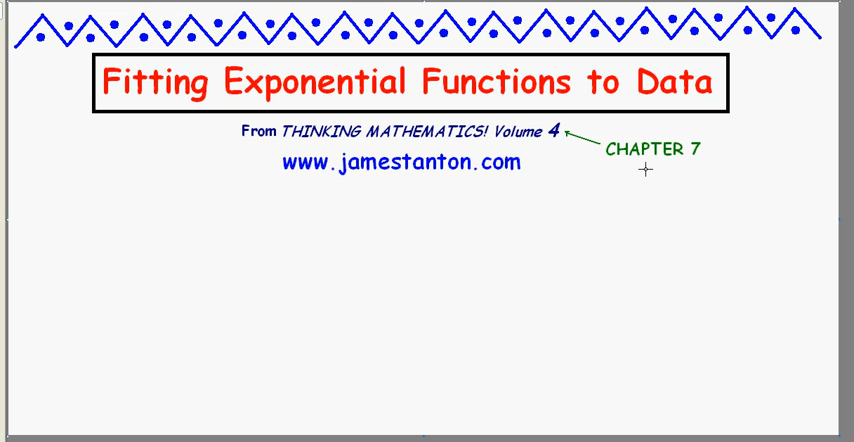 Fitting Exponential Functions to Data
From THINKING MATHEMATICS! Volume 4
CHAPTER 7
www.jamestanton.com